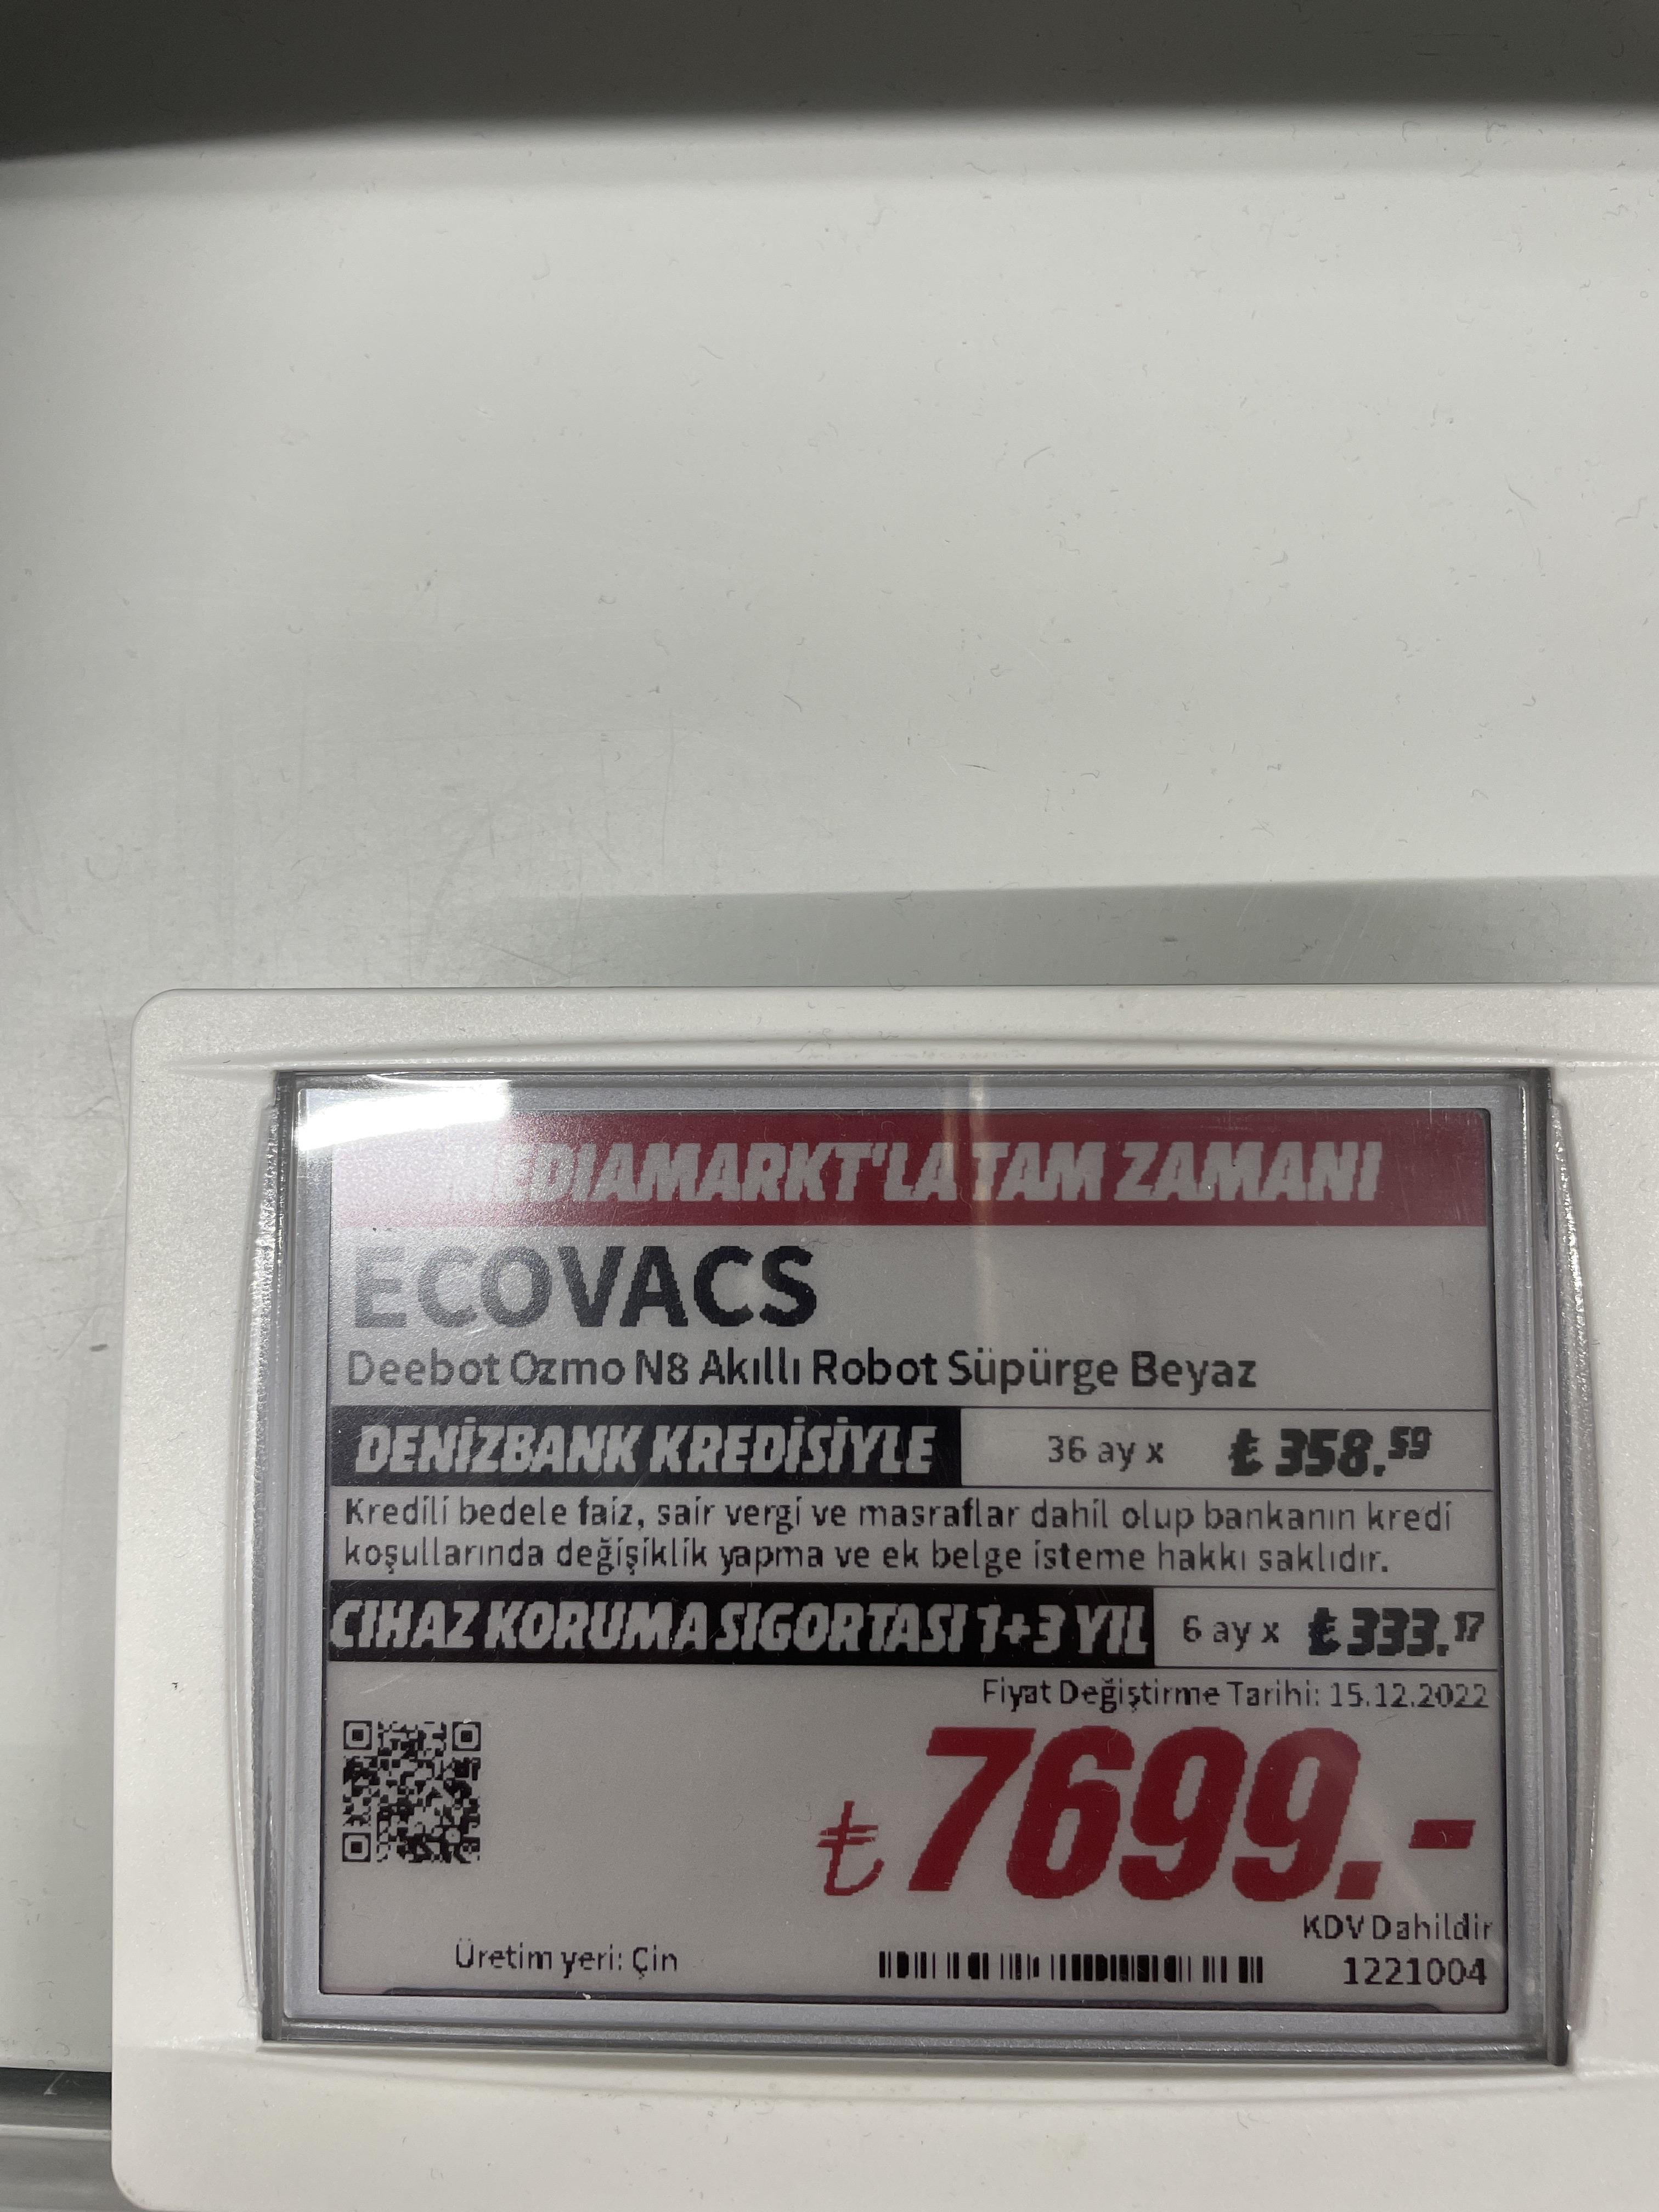 MEDIAMARKT'LA TAM ZAMANI
ECOVACS
Deebot Ozmo N8 Akıllı Robot Süpürge Beyaz
DENİZBANK KREDİSİYLE 36 ay x ₺ 358.59
Kredili bedele faiz, sair vergi ve masraflar dahil olup bankanın kredi
koşullarında değişiklik yapma ve ek belge isteme hakkı saklıdır.
CIHAZ KORUMA SIGORTASI 1+3 YIL 6 ay x ₺ 333.17
Fiyat Değiştirme Tarihi: 15.12.2022
₺ 7699.-
KDV Dahildir
Üretim yeri: Çin 1221004